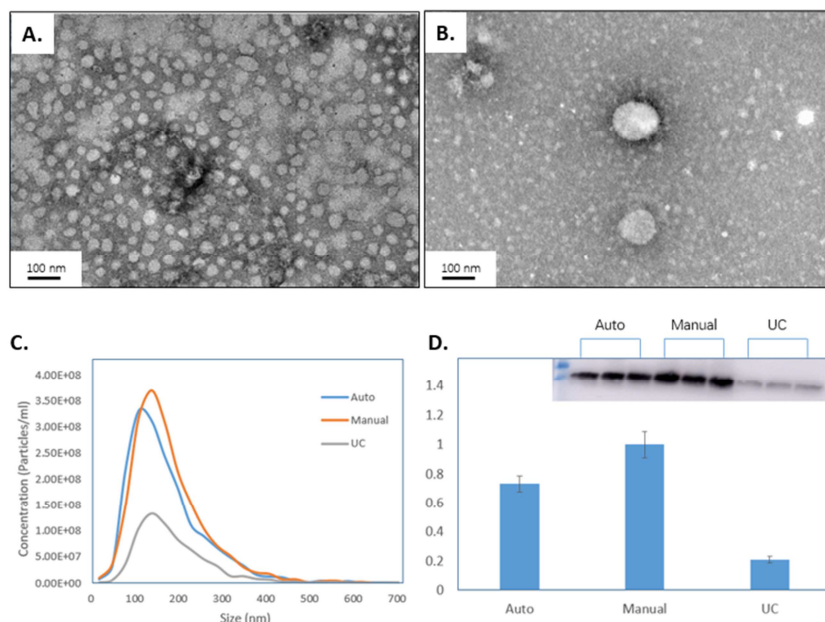 A.
100 nm
B.
100 nm
C.
4.00E+08
3.50E+08
3.00E+08
2.50E+08
2.00E+08
1.50E+08
1.00E+08
5.00E+07
0.00E+00
Concentration (Particles/ml)
0 100 200 300 400 500 600 700
Size (nm)
Auto
Manual
UC
D.
Auto Manual UC
1.4
1.2
1
0.8
0.6
0.4
0.2
0
Auto Manual UC